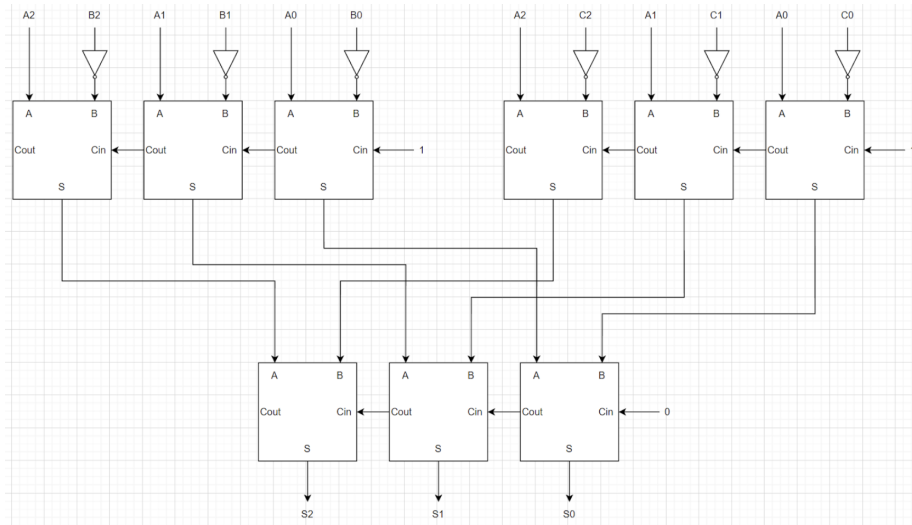 A2 B2 A1 B1 A0 B0 A2 C2 A1 C1 A0 C0
A B A B A B A B A B A B
Cout Cin Cout Cin Cout Cin 1 Cout Cin Cout Cin Cout Cin
S S S S S S
A B A B A B
Cout Cin Cout Cin Cout Cin 0
S S S
S2 S1 S0